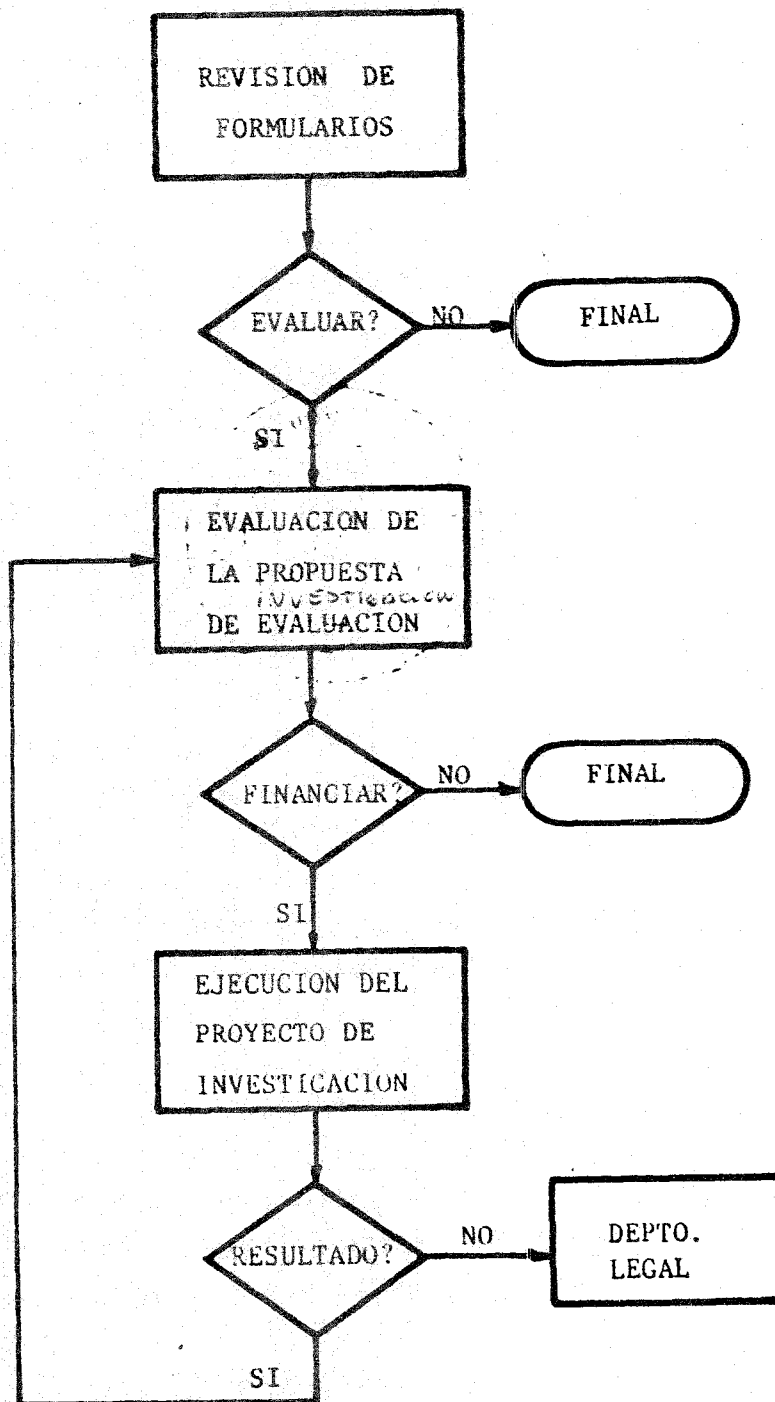 REVISION DE
FORMULARIOS
EVALUAR?
NO
FINAL
SI
EVALUACION DE
LA PROPUESTA
INVESTIGACION
DE EVALUACION
FINANCIAR?
NO
FINAL
SI
EJECUCION DEL
PROYECTO DE
INVESTICACION
RESULTADO?
NO
DEPTO.
LEGAL
SI